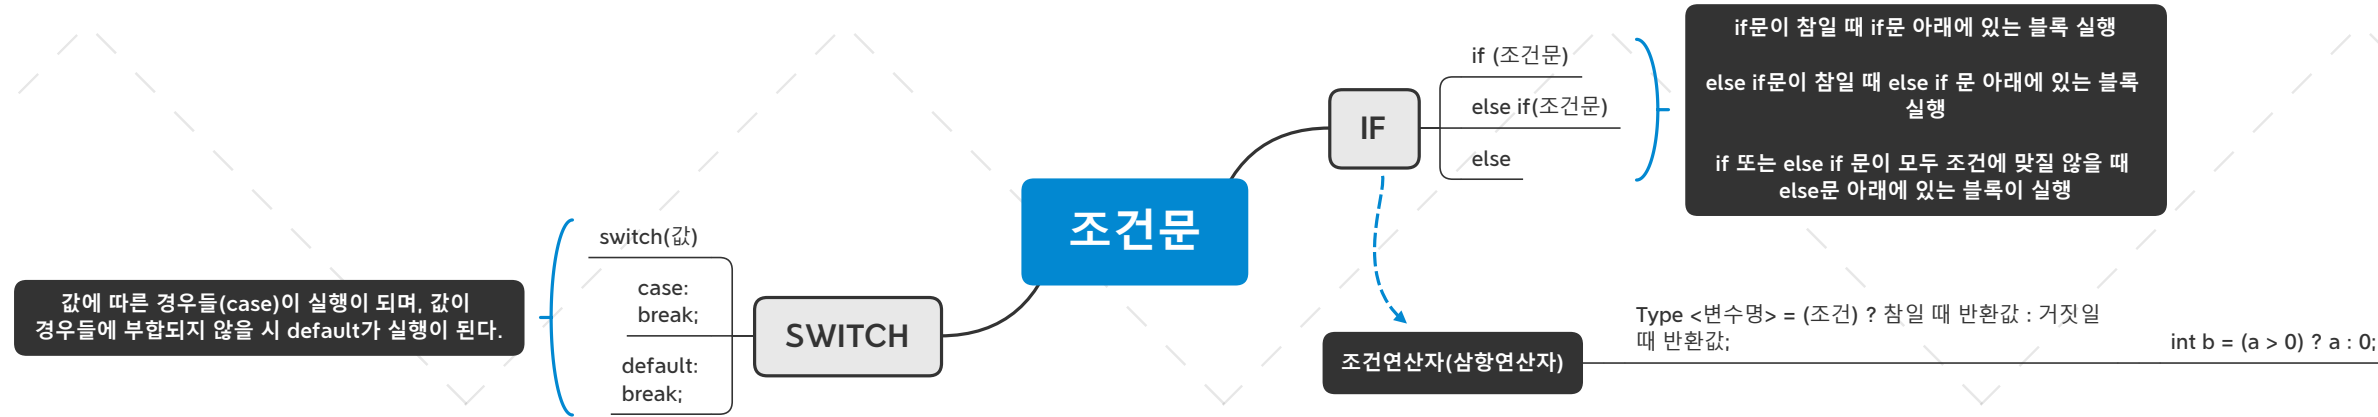 조건문
IF
if (조건문)
else if(조건문)
else
if문이 참일 때 if문 아래에 있는 블록 실행
else if문이 참일 때 else if 문 아래에 있는 블록
실행
if 또는 else if 문이 모두 조건에 맞질 않을 때
else문 아래에 있는 블록이 실행
조건연산자(삼항연산자)
Type <변수명> = (조건) ? 참일 때 반환값 : 거짓일
때 반환값;
int b = (a > 0) ? a : 0;
SWITCH
switch(값)
case:
break;
default:
break;
값에 따른 경우들(case)이 실행이 되며, 값이
경우들에 부합되지 않을 시 default가 실행이 된다.